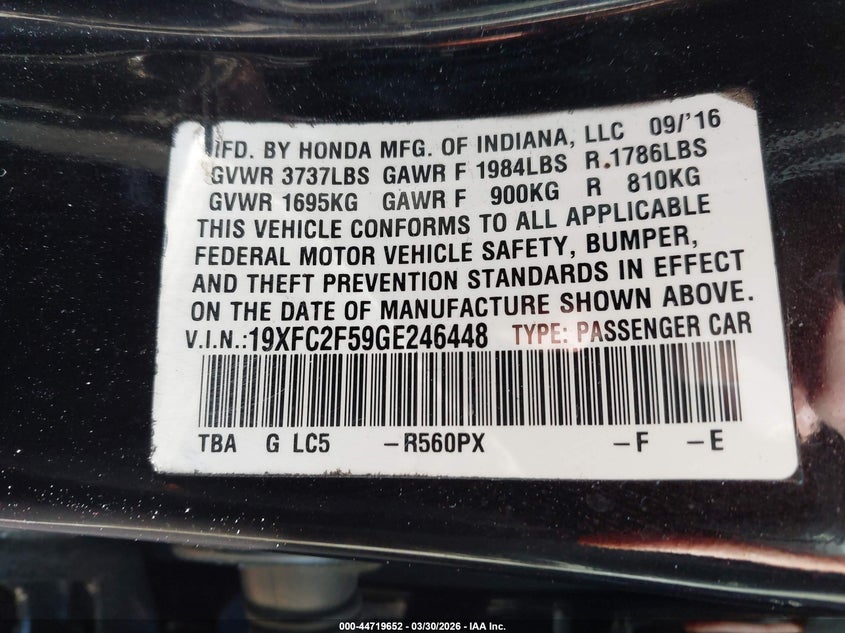 MFD. BY HONDA MFG. OF INDIANA, LLC 09/'16
GVWR 3737LBS GAWR F 1984LBS R 1786LBS
GVWR 1695KG GAWR F 900KG R 810KG
THIS VEHICLE CONFORMS TO ALL APPLICABLE
FEDERAL MOTOR VEHICLE SAFETY, BUMPER,
AND THEFT PREVENTION STANDARDS IN EFFECT
ON THE DATE OF MANUFACTURE SHOWN ABOVE.
V.I.N.:19XFC2F59GE246448 TYPE: PASSENGER CAR
TBA G LC5 –R560PX –F –E
000-44719652 — 03/30/2026 — IAA Inc.